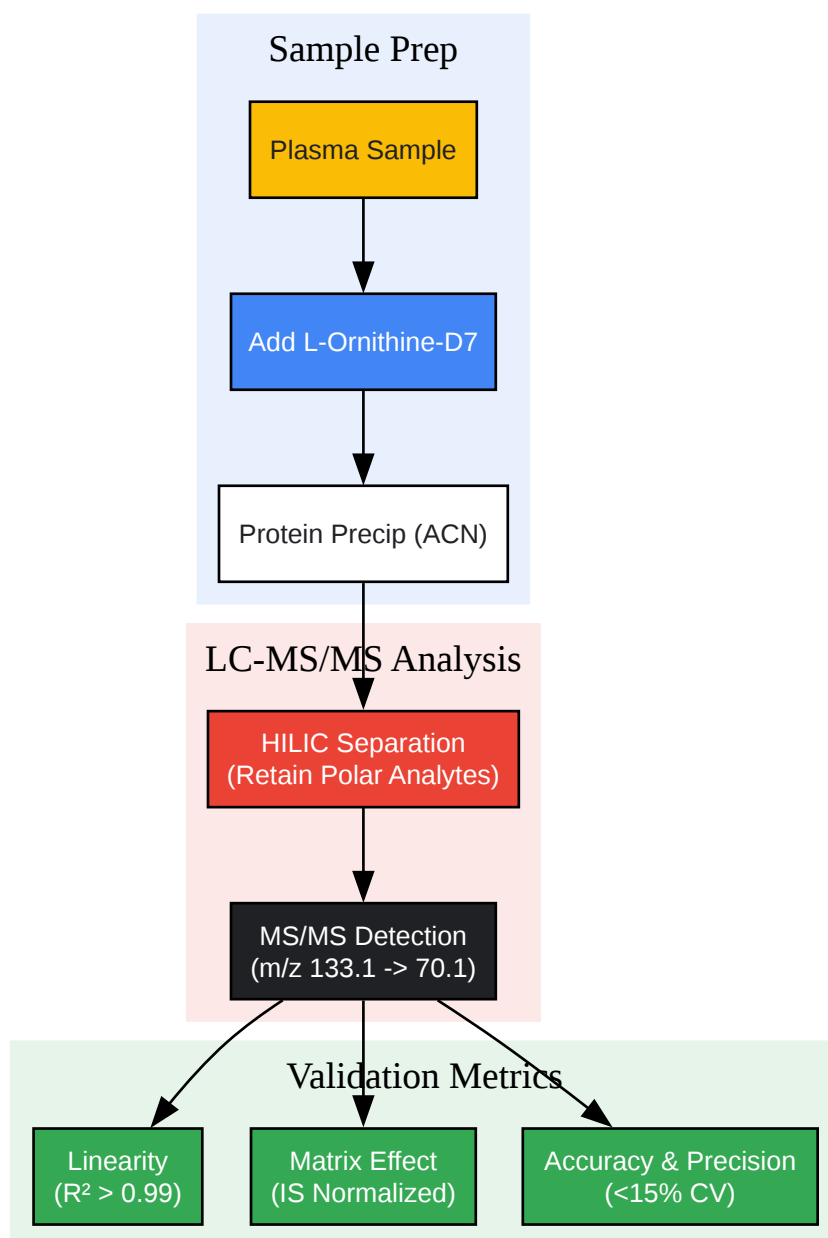 Sample Prep
Plasma Sample
Add L-Ornithine-D7
Protein Precip (ACN)
LC-MS/MS Analysis
HILIC Separation
(Retain Polar Analytes)
MS/MS Detection
(m/z 133.1 -> 70.1)
Validation Metrics
Linearity
(R² > 0.99)
Matrix Effect
(IS Normalized)
Accuracy & Precision
(<15% CV)